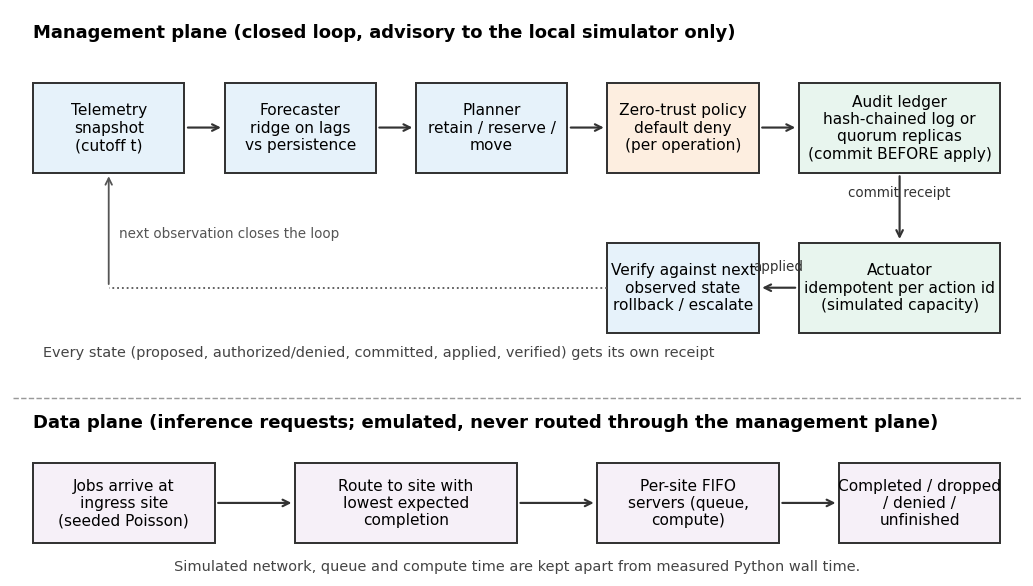 Management plane (closed loop, advisory to the local simulator only)
Telemetry
snapshot
(cutoff t)
Forecaster
ridge on lags
vs persistence
Planner
retain / reserve /
move
Zero-trust policy
default deny
(per operation)
Audit ledger
hash-chained log or
quorum replicas
(commit BEFORE apply)
commit receipt
next observation closes the loop
Verify against next
observed state
rollback / escalate
applied
Actuator
idempotent per action id
(simulated capacity)
Every state (proposed, authorized/denied, committed, applied, verified) gets its own receipt
Data plane (inference requests; emulated, never routed through the management plane)
Jobs arrive at
ingress site
(seeded Poisson)
Route to site with
lowest expected
completion
Per-site FIFO
servers (queue,
compute)
Completed / dropped
/ denied /
unfinished
Simulated network, queue and compute time are kept apart from measured Python wall time.